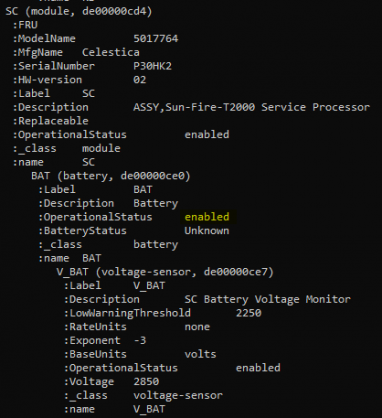 SC (module, de00000cd4)
:FRU
:ModelName 5017764
:MfgName Celestica
:SerialNumber P30HK2
:HW-version 02
:Label SC
:Description ASSY,Sun-Fire-T2000 Service Processor
:Replaceable
:OperationalStatus enabled
:_class module
:name SC
BAT (battery, de00000ce0)
:Label BAT
:Description Battery
:OperationalStatus enabled
:BatteryStatus Unknown
:_class battery
:name BAT
V_BAT (voltage-sensor, de00000ce7)
:Label V_BAT
:Description SC Battery Voltage Monitor
:LowWarningThreshold 2250
:RateUnits none
:Exponent -3
:BaseUnits volts
:OperationalStatus enabled
:Voltage 2850
:_class voltage-sensor
:name V_BAT